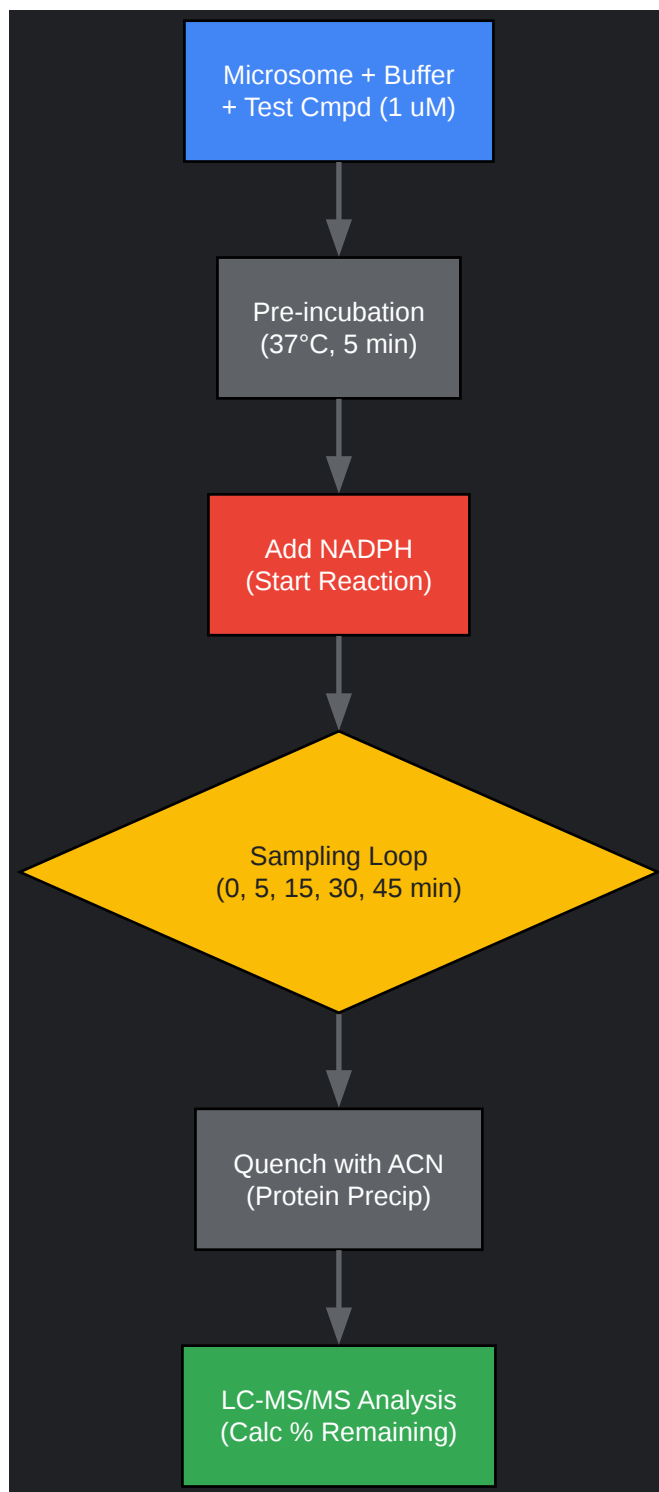 Microsome + Buffer
+ Test Cmpd (1 uM)
Pre-incubation
(37°C, 5 min)
Add NADPH
(Start Reaction)
Sampling Loop
(0, 5, 15, 30, 45 min)
Quench with ACN
(Protein Precip)
LC-MS/MS Analysis
(Calc % Remaining)